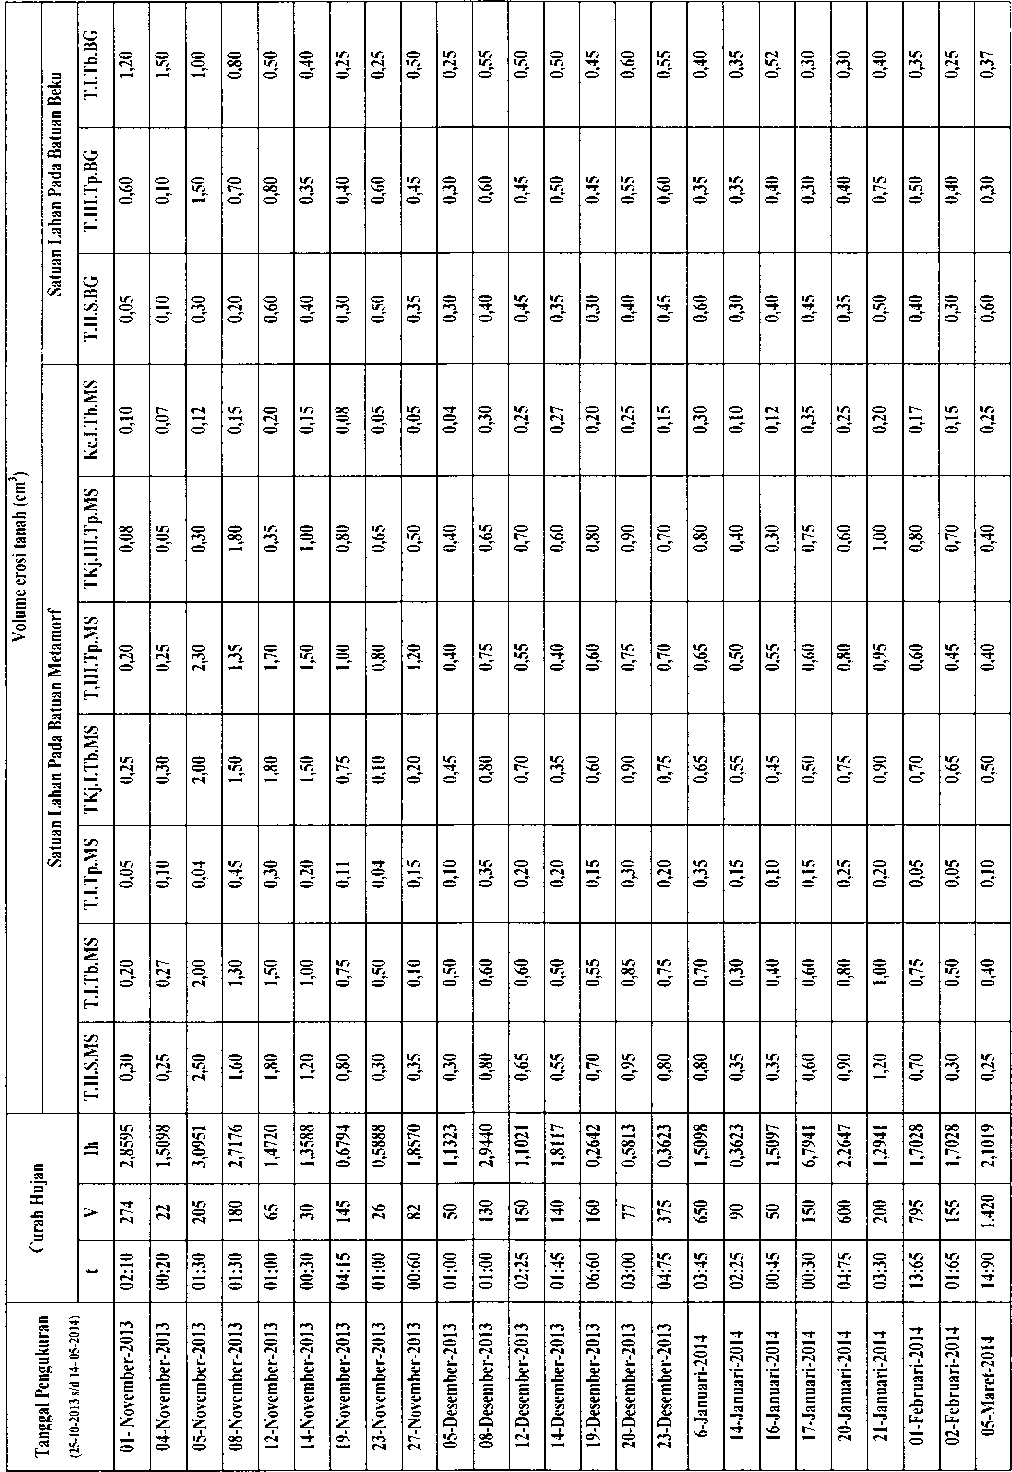 Tanggal Pengukuran (25-10-2013 s/d 14-05-2014) Curah Hujan Volume erosi tanah (cm³)
Satuan Lahan Pada Batuan Metamorf Satuan Lahan Pada Batuan Beku
t V Ih T.II.S.MS T.I.Tb.MS T.I.Tp.MS TKj.I.Tb.MS T,III.Tp.MS TKj.III.Tp.MS Kc.I.Tb.MS T.II.S.BG T.III.Tp.BG T.I.Tb.BG
01-November-2013 02:10 274 2,8595 0,30 0,20 0,05 0,25 0,20 0,08 0,10 0,05 0,60 1,20
04-November-2013 00:20 22 1,5098 0,25 0,27 0,10 0,30 0,25 0,05 0,07 0,10 0,10 1,50
05-November-2013 01:30 205 3,0951 2,50 2,00 0,04 2,00 2,30 0,30 0,12 0,30 1,50 1,00
08-November-2013 01:30 180 2,7176 1,60 1,30 0,45 1,50 1,35 1,80 0,15 0,20 0,70 0,80
12-November-2013 01:00 65 1,4720 1,80 1,50 0,30 1,80 1,70 0,35 0,20 0,60 0,80 0,50
14-November-2013 00:30 30 1,3588 1,20 1,00 0,20 1,50 1,50 1,00 0,15 0,40 0,35 0,40
19-November-2013 04:15 145 0,6794 0,80 0,75 0,11 0,75 1,00 0,80 0,08 0,30 0,40 0,25
23-November-2013 01:00 26 0,5888 0,30 0,50 0,04 0,10 0,80 0,65 0,05 0,50 0,60 0,25
27-November-2013 00:60 82 1,8570 0,35 0,10 0,15 0,20 1,20 0,50 0,05 0,35 0,45 0,50
05-Desember-2013 01:00 50 1,1323 0,30 0,50 0,10 0,45 0,40 0,40 0,04 0,30 0,30 0,25
08-Desember-2013 01:00 130 2,9440 0,80 0,60 0,35 0,80 0,75 0,65 0,30 0,40 0,60 0,55
12-Desember-2013 02:25 150 1,1021 0,65 0,60 0,20 0,70 0,55 0,70 0,25 0,45 0,45 0,50
14-Desember-2013 01:45 140 1,8117 0,55 0,50 0,20 0,35 0,40 0,60 0,27 0,35 0,50 0,50
19-Desember-2013 06:60 160 0,2642 0,70 0,55 0,15 0,60 0,60 0,80 0,20 0,30 0,45 0,45
20-Desember-2013 03:00 77 0,5813 0,95 0,85 0,30 0,90 0,75 0,90 0,25 0,40 0,55 0,60
23-Desember-2013 04:75 375 0,3623 0,80 0,75 0,20 0,75 0,70 0,70 0,15 0,45 0,60 0,55
6-Januari-2014 03:45 650 1,5098 0,80 0,70 0,35 0,65 0,65 0,80 0,30 0,60 0,35 0,40
14-Januari-2014 02:25 90 0,3623 0,35 0,30 0,15 0,55 0,50 0,40 0,10 0,30 0,35 0,35
16-Januari-2014 00:45 50 1,5097 0,35 0,40 0,10 0,45 0,55 0,30 0,12 0,40 0,40 0,52
17-Januari-2014 00:30 150 6,7941 0,60 0,60 0,15 0,50 0,60 0,75 0,35 0,45 0,30 0,30
20-Januari-2014 04:75 600 2,2647 0,90 0,80 0,25 0,75 0,80 0,60 0,25 0,35 0,40 0,30
21-Januari-2014 03:30 200 1,2941 1,20 1,00 0,20 0,90 0,95 1,00 0,20 0,50 0,75 0,40
01-Februari-2014 13:65 795 1,7028 0,70 0,75 0,05 0,70 0,60 0,80 0,17 0,40 0,50 0,35
02-Februari-2014 01:65 155 1,7028 0,30 0,50 0,05 0,65 0,45 0,70 0,15 0,30 0,40 0,25
05-Maret-2014 14:90 1.420 2,1019 0,25 0,40 0,10 0,50 0,40 0,40 0,25 0,60 0,30 0,37